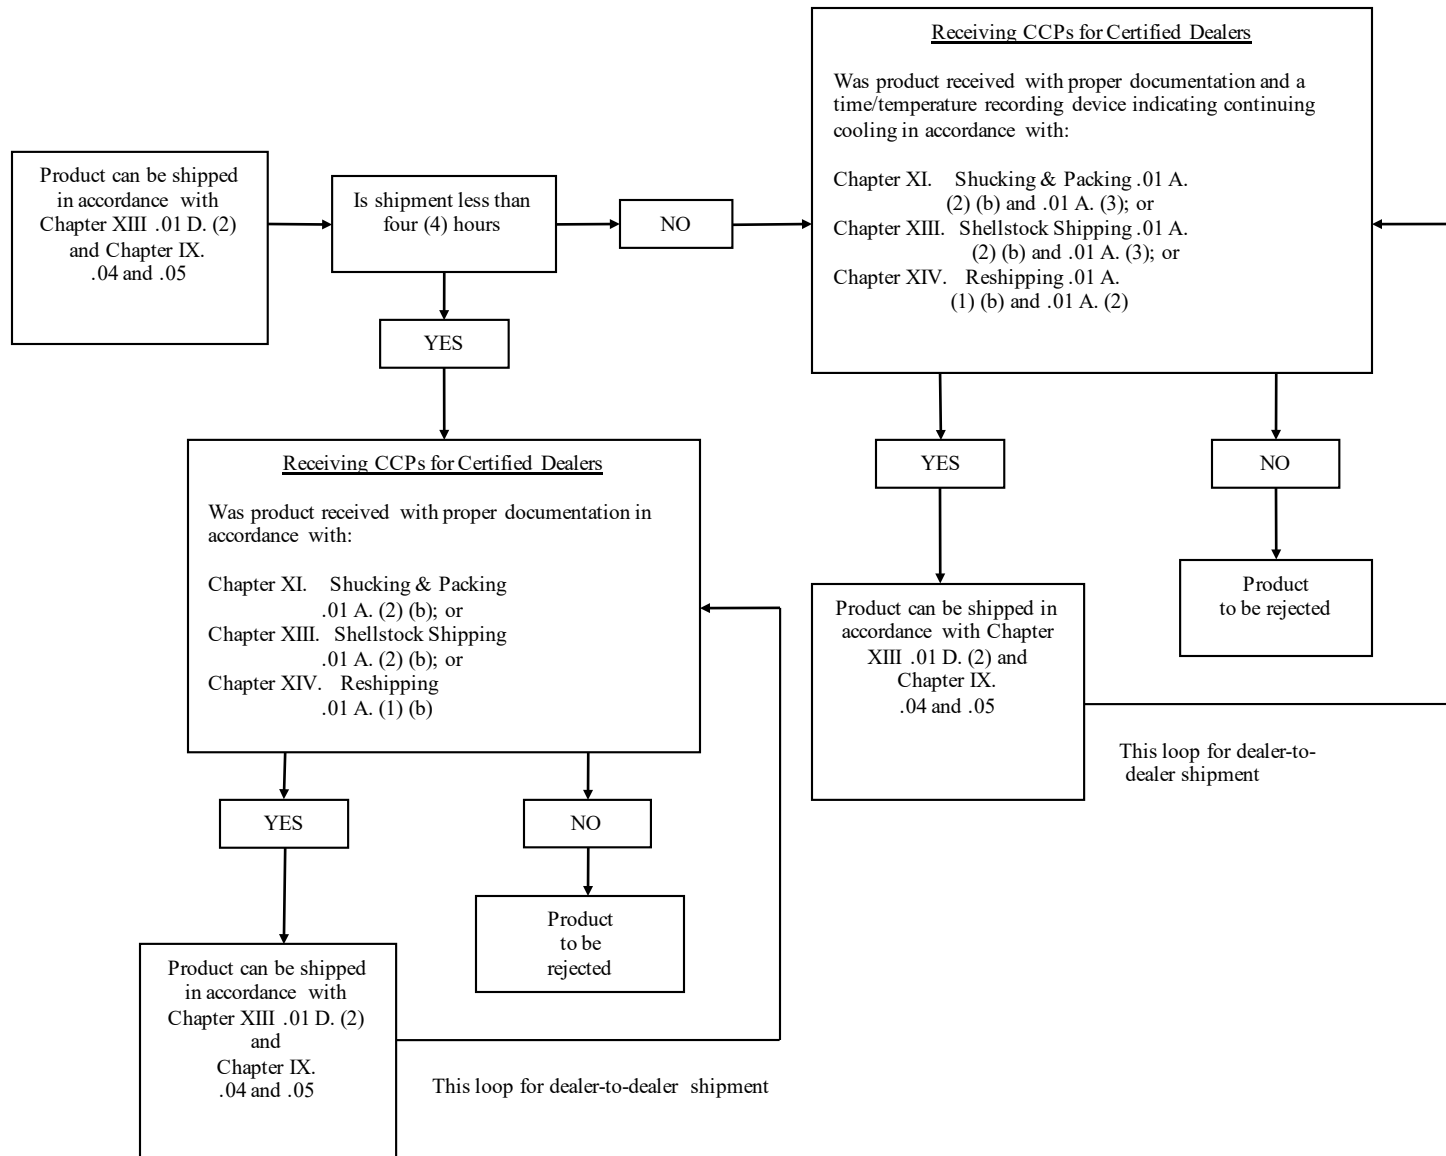 Product can be shipped
in accordance with
Chapter XIII .01 D. (2)
and Chapter IX.
.04 and .05
Is shipment less than
four (4) hours
NO
Receiving CCPs for Certified Dealers
Was product received with proper documentation and a
time/temperature recording device indicating continuing
cooling in accordance with:
Chapter XI. Shucking & Packing .01 A.
(2) (b) and .01 A. (3); or
Chapter XIII. Shellstock Shipping .01 A.
(2) (b) and .01 A. (3); or
Chapter XIV. Reshipping .01 A.
(1) (b) and .01 A. (2)
YES
Receiving CCPs for Certified Dealers
Was product received with proper documentation in
accordance with:
Chapter XI. Shucking & Packing
.01 A. (2) (b); or
Chapter XIII. Shellstock Shipping
.01 A. (2) (b); or
Chapter XIV. Reshipping
.01 A. (1) (b)
YES
NO
Product can be shipped in
accordance with Chapter
XIII .01 D. (2) and
Chapter IX.
.04 and .05
Product
to be rejected
This loop for dealer-to-
dealer shipment
YES
NO
Product
to be
rejected
Product can be shipped
in accordance with
Chapter XIII .01 D. (2)
and
Chapter IX.
.04 and .05
This loop for dealer-to-dealer shipment